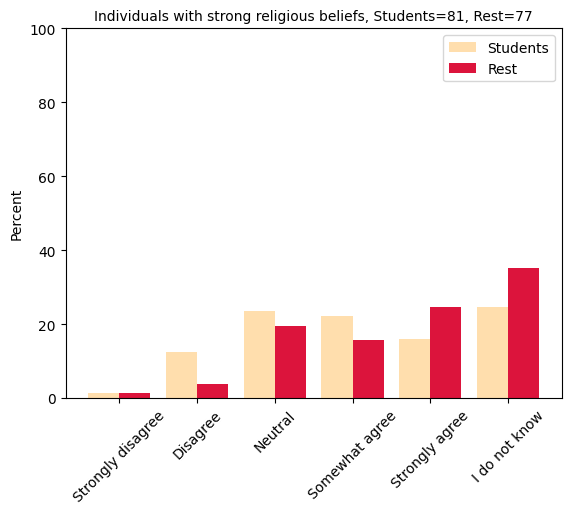 Individuals with strong religious beliefs, Students=81, Rest=77
100
80
60
40
20
0
Percent
Students
Rest
Strongly disagree
Disagree
Neutral
Somewhat agree
Strongly agree
I do not know